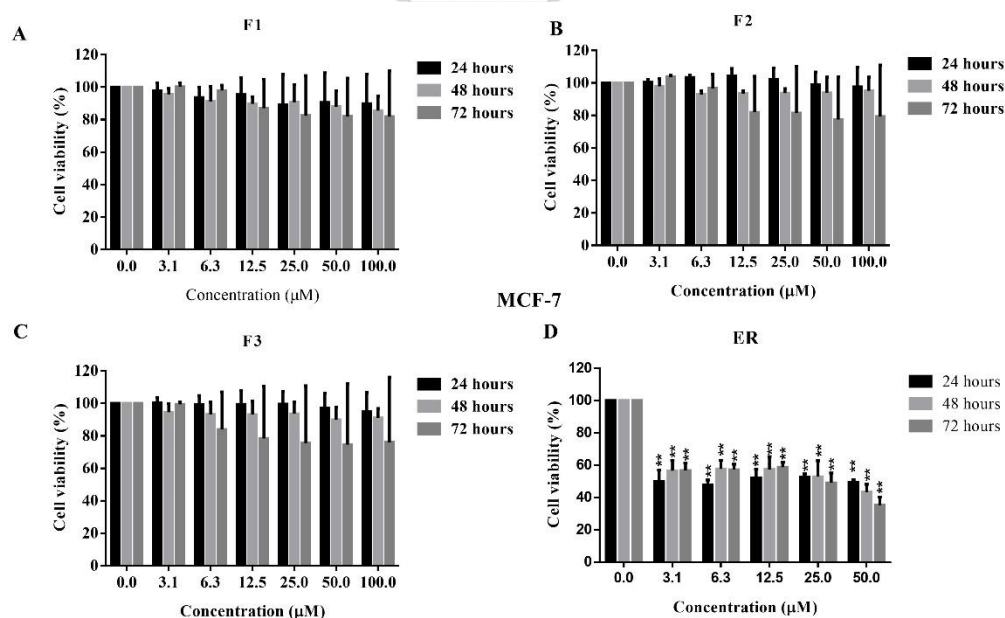 A
F1
Cell viability (%)
120
100
80
60
40
20
0
0.0 3.1 6.3 12.5 25.0 50.0 100.0
Concentration (μM)
24 hours
48 hours
72 hours
B
F2
Cell viability (%)
120
100
80
60
40
20
0
0.0 3.1 6.3 12.5 25.0 50.0 100.0
Concentration (μM)
24 hours
48 hours
72 hours
MCF-7
C
F3
Cell viability (%)
120
100
80
60
40
20
0
0.0 3.1 6.3 12.5 25.0 50.0 100.0
Concentration (μM)
24 hours
48 hours
72 hours
D
ER
Cell viability (%)
120
100
80
60
40
20
0
** ** ** ** ** ** ** ** ** ** ** ** ** ** **
0.0 3.1 6.3 12.5 25.0 50.0
Concentration (μM)
24 hours
48 hours
72 hours